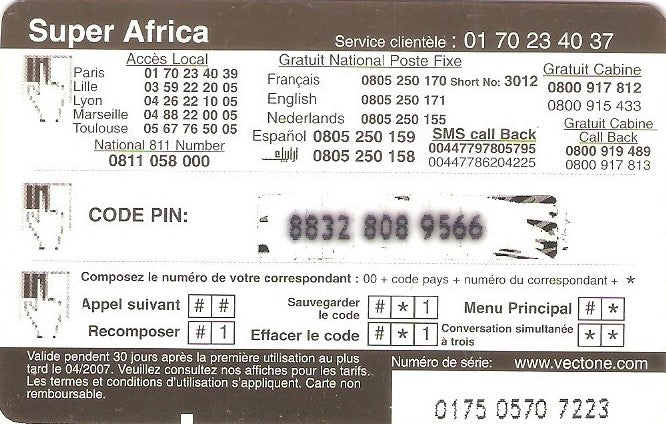 Super Africa
Service clientèle : 01 70 23 40 37
Accès Local
Paris 01 70 23 40 39
Lille 03 59 22 20 05
Lyon 04 26 22 10 05
Marseille 04 88 22 00 05
Toulouse 05 67 76 50 05
National 811 Number
0811 058 000
Gratuit National Poste Fixe
Français 0805 250 170 Short No: 3012
English 0805 250 171
Nederlands 0805 250 155
Español 0805 250 159
0805 250 158
SMS call Back
00447797805795
00447786204225
Gratuit Cabine
0800 917 812
0800 915 433
Gratuit Cabine
Call Back
0800 919 489
0800 917 813
CODE PIN:
8832 808 9566
Composez le numéro de votre correspondant : 00 + code pays + numéro du correspondant + *
Appel suivant # #
Sauvegarder
le code # * 1
Menu Principal # *
Recomposer # 1
Effacer le code # * 1
Conversation simultanée
à trois * *
Valide pendent 30 jours après la première utilisation au plus
tard le 04/2007. Veuillez consultez nos affiches pour les tarifs.
Les termes et conditions d'utilisation s'appliquent. Carte non
remboursable.
Numéro de série: www.vectone.com
0175 0570 7223